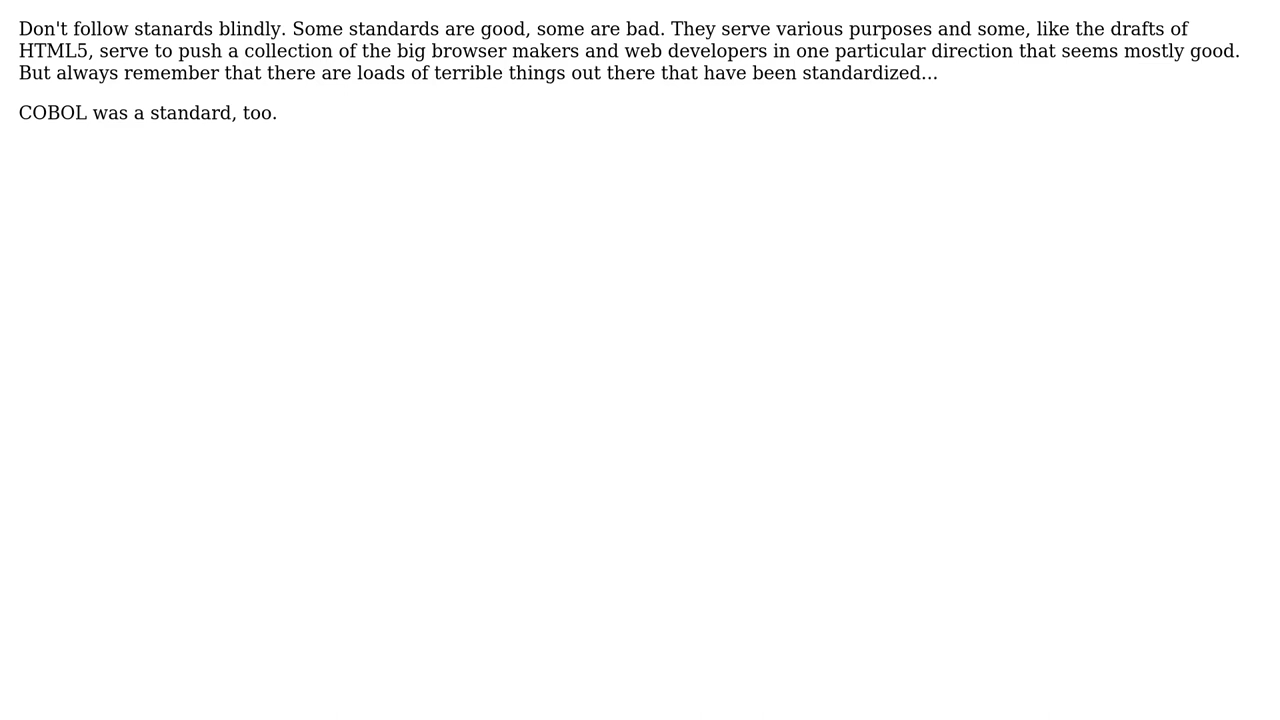 Don't follow stanards blindly. Some standards are good, some are bad. They serve various purposes and some, like the drafts of
HTML5, serve to push a collection of the big browser makers and web developers in one particular direction that seems mostly good.
But always remember that there are loads of terrible things out there that have been standardized...
COBOL was a standard, too.